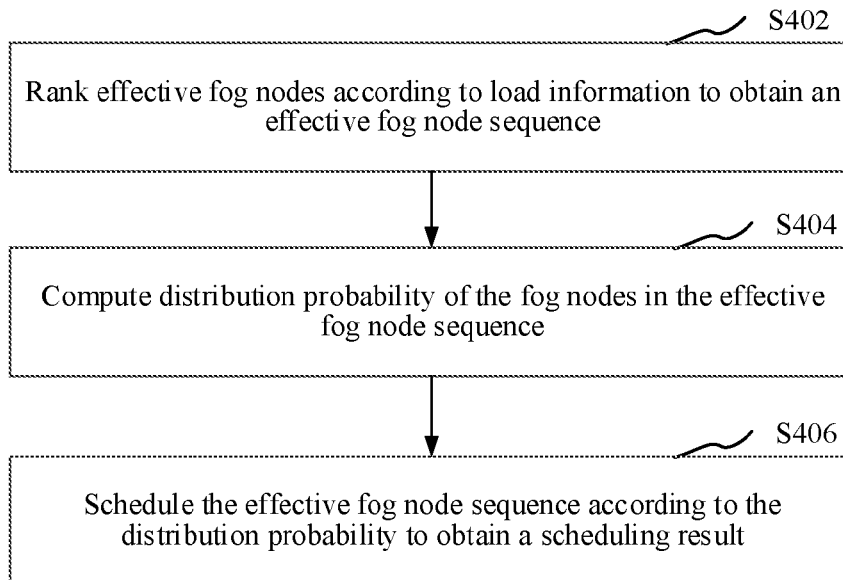 S402
Rank effective fog nodes according to load information to obtain an
effective fog node sequence
S404
Compute distribution probability of the fog nodes in the effective
fog node sequence
S406
Schedule the effective fog node sequence according to the
distribution probability to obtain a scheduling result